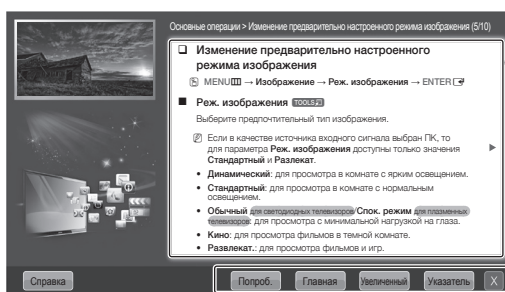 Основные операции > Изменение предварительно настроенного режима изображения (5/10)
Изменение предварительно настроенного
режима изображения
MENU → Изображение → Реж. изображения → ENTER
Реж. изображения TOOLS
Выберите предпочтительный тип изображения.
Если в качестве источника входного сигнала выбран ПК, то
для параметра Реж. изображения доступны только значения
Стандартный и Разлекат.
• Динамический: для просмотра в комнате с ярким освещением.
• Стандартный: для просмотра в комнате с нормальным
освещением.
• Обычный для светодиодных телевизоров/Спок. режим для плазменных
телевизоров: для просмотра с минимальной нагрузкой на глаза.
• Кино: для просмотра фильмов в темной комнате.
• Развлекат.: для просмотра фильмов и игр.
Справка Попроб. Главная Увеличенный Указатель X